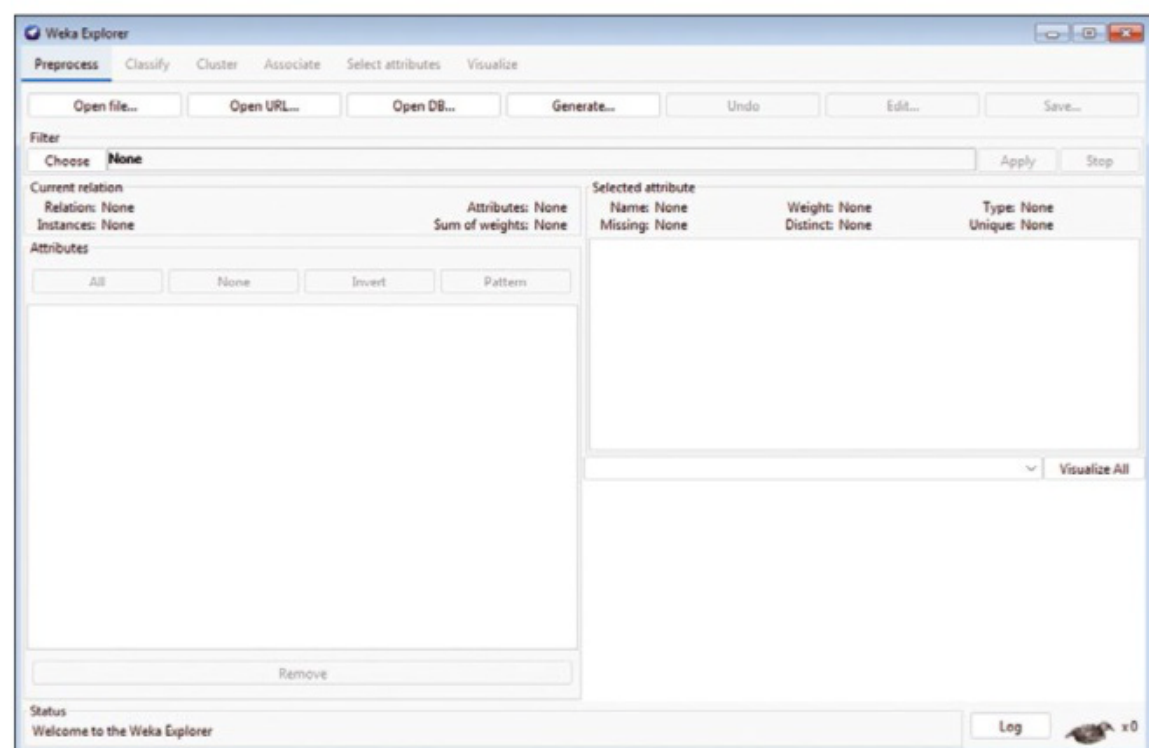 Weka Explorer
Preprocess Classify Cluster Associate Select attributes Visualize
Open file... Open URL... Open DB... Generate... Undo Edit... Save...
Filter
Choose None Apply Stop
Current relation
Relation: None Attributes: None
Instances: None Sum of weights: None
Selected attribute
Name: None Weight: None Type: None
Missing: None Distinct: None Unique: None
Attributes
All None Invert Pattern
Visualize All
Remove
Status
Welcome to the Weka Explorer
Log x0